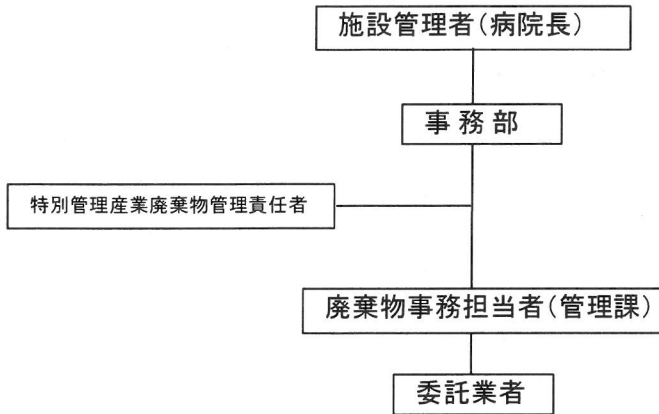 施設管理者(病院長)
事務部
特別管理産業廃棄物管理責任者
廃棄物事務担当者(管理課)
委託業者